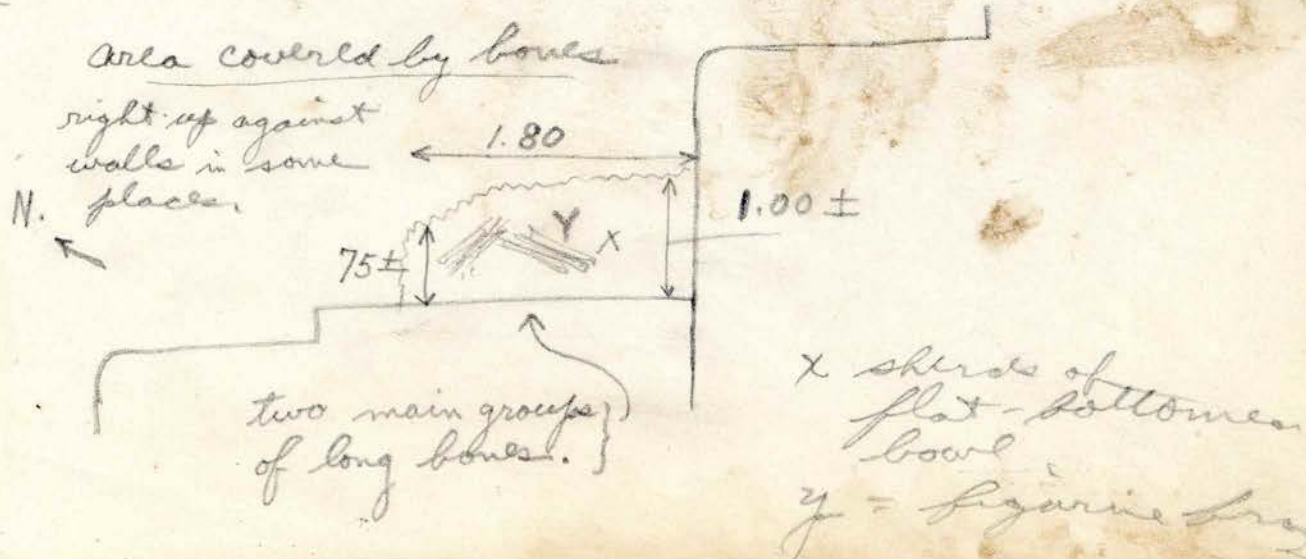 area covered by bones
right up against
walls in some
places.
N.
1.80
1.00 ±
75±
Y
X
two main groups
of long bones.
x sherds of
flat-bottomed
bowl
y = figurine